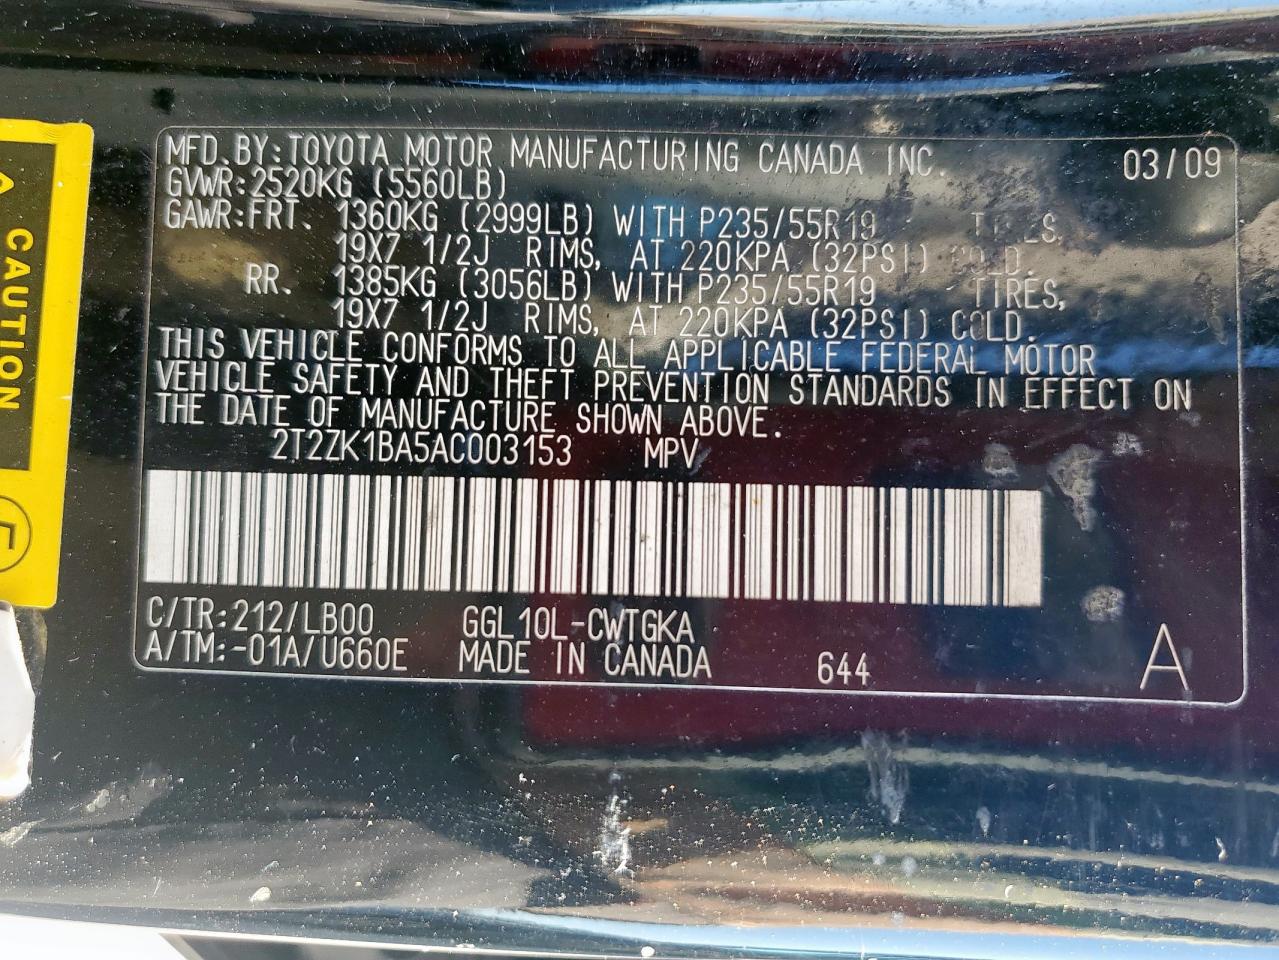 CAUTION
MFD. BY: TOYOTA MOTOR MANUFACTURING CANADA INC. 03/09
GVWR: 2520KG (5560LB)
GAWR: FRT. 1360KG (2999LB) WITH P235/55R19 TIRES,
19X7 1/2J RIMS, AT 220KPA (32PSI) COLD.
RR. 1385KG (3056LB) WITH P235/55R19 TIRES,
19X7 1/2J RIMS, AT 220KPA (32PSI) COLD.
THIS VEHICLE CONFORMS TO ALL APPLICABLE FEDERAL MOTOR
VEHICLE SAFETY AND THEFT PREVENTION STANDARDS IN EFFECT ON
THE DATE OF MANUFACTURE SHOWN ABOVE.
2T2ZK1BA5AC003153 MPV
C/TR: 212/LB00 GGL10L-CWTGKA
A/TM: -01A/U660E MADE IN CANADA 644 A